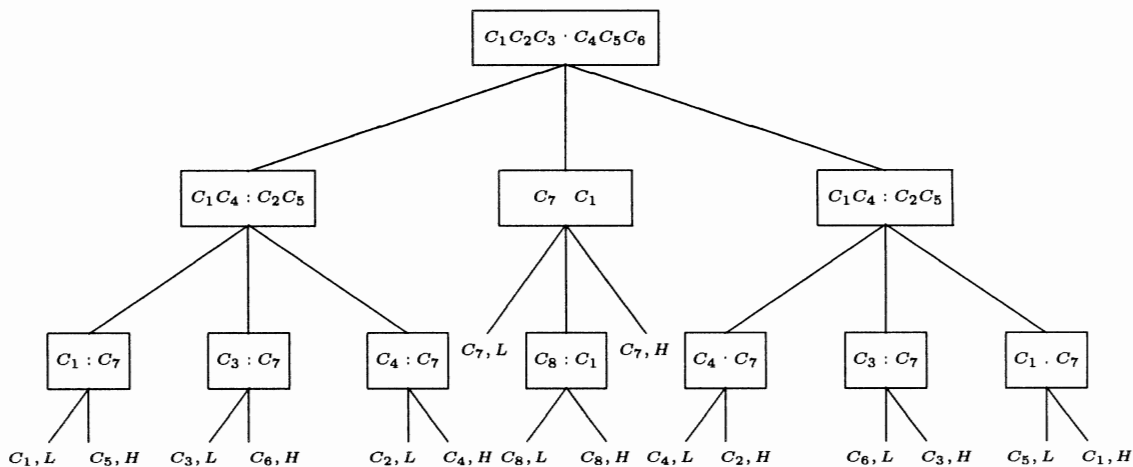 C₁C₂C₃ · C₄C₅C₆
C₁C₄ : C₂C₅
C₇ C₁
C₁C₄ : C₂C₅
C₁ : C₇
C₃ : C₇
C₄ : C₇
C₇, L
C₈ : C₁
C₇, H
C₄ · C₇
C₃ : C₇
C₁ . C₇
C₁, L
C₅, H
C₃, L
C₆, H
C₂, L
C₄, H
C₈, L
C₈, H
C₄, L
C₂, H
C₆, L
C₃, H
C₅, L
C₁, H